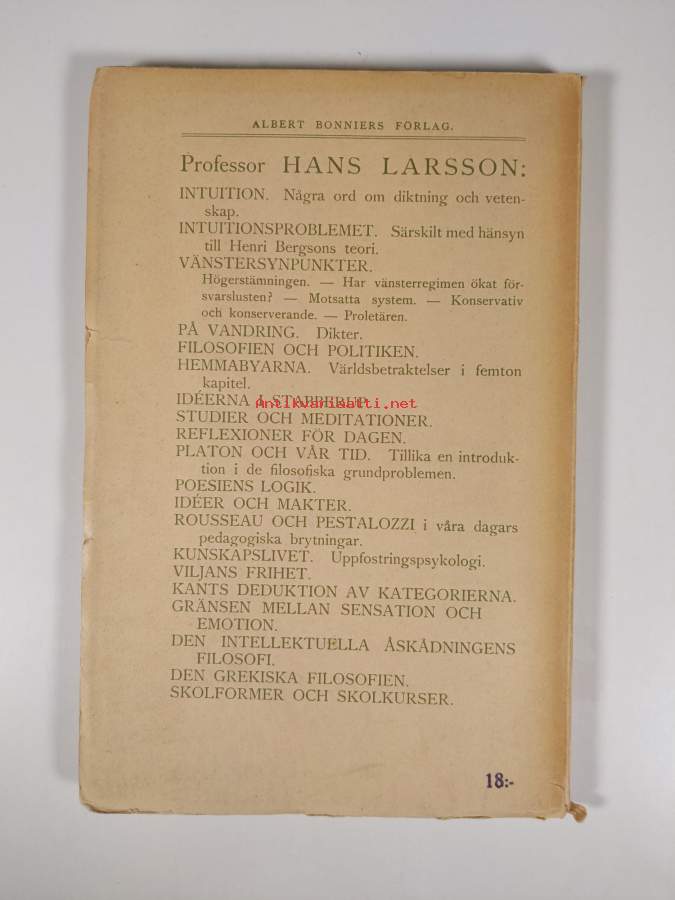 ALBERT BONNIERS FÖRLAG.
Professor HANS LARSSON:
INTUITION. Några ord om diktning och veten-
skap.
INTUITIONSPROBLEMET. Särskilt med hänsyn
till Henri Bergsons teori.
VÄNSTERSYNPUNKTER.
Högerstämningen. — Har vänsterregimen ökat för-
svarslusten? — Motsatta system. — Konservativ
och konserverande. — Proletären.
PÅ VANDRING. Dikter.
FILOSOFIEN OCH POLITIKEN.
HEMMABYARNA. Världsbetraktelser i femton
kapitel.
IDÉERNA I STABBERUP.
Antikvariaatti.net
STUDIER OCH MEDITATIONER.
REFLEXIONER FÖR DAGEN.
PLATON OCH VÅR TID. Tillika en introduk-
tion i de filosofiska grundproblemen.
POESIENS LOGIK.
IDÉER OCH MAKTER.
ROUSSEAU OCH PESTALOZZI i våra dagars
pedagogiska brytningar.
KUNSKAPSLIVET. Uppfostringspsykologi.
VILJANS FRIHET.
KANTS DEDUKTION AV KATEGORIERNA.
GRÄNSEN MELLAN SENSATION OCH
EMOTION.
DEN INTELLEKTUELLA ÅSKÅDNINGENS
FILOSOFI.
DEN GREKISKA FILOSOFIEN.
SKOLFORMER OCH SKOLKURSER.
18:-